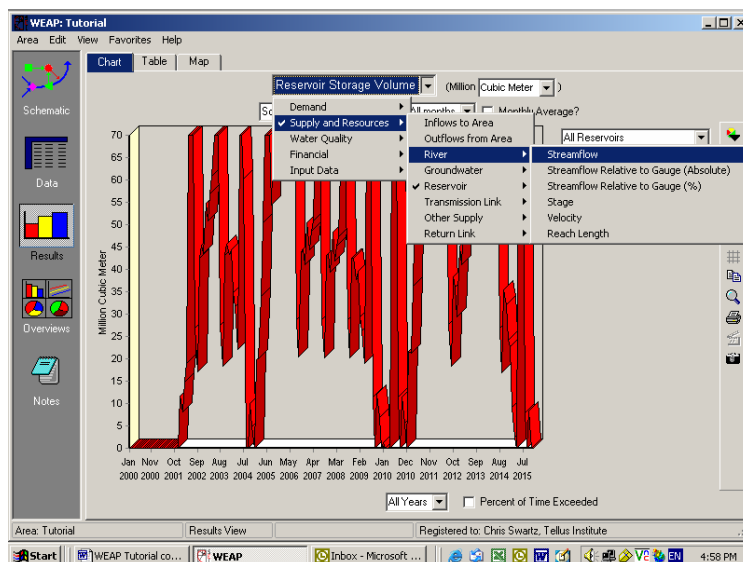 WEAP: Tutorial
Area Edit View Favorites Help
Chart Table Map
Reservoir Storage Volume (Million Cubic Meter )
All months Monthly Average?
All Reservoirs
Demand
Supply and Resources
Water Quality
Financial
Input Data
Inflows to Area
Outflows from Area
River
Groundwater
Reservoir
Transmission Link
Other Supply
Return Link
Streamflow
Streamflow Relative to Gauge (Absolute)
Streamflow Relative to Gauge (%)
Stage
Velocity
Reach Length
Schematic
Data
Results
Overviews
Notes
Million Cubic Meter
70
65
60
55
50
45
40
35
30
25
20
15
10
5
0
Jan Nov Oct Sep Aug Jul Jun May Apr Mar Feb Jan Dec Nov Oct Sep Aug Jul
2000 2000 2001 2002 2003 2004 2005 2006 2007 2008 2009 2010 2010 2011 2012 2013 2014 2015
All Years Percent of Time Exceeded
Area: Tutorial Results View Registered to: Chris Swartz, Tellus Institute
Start WEAP Tutorial co... WEAP Inbox - Microsoft ... EN 4:58 PM